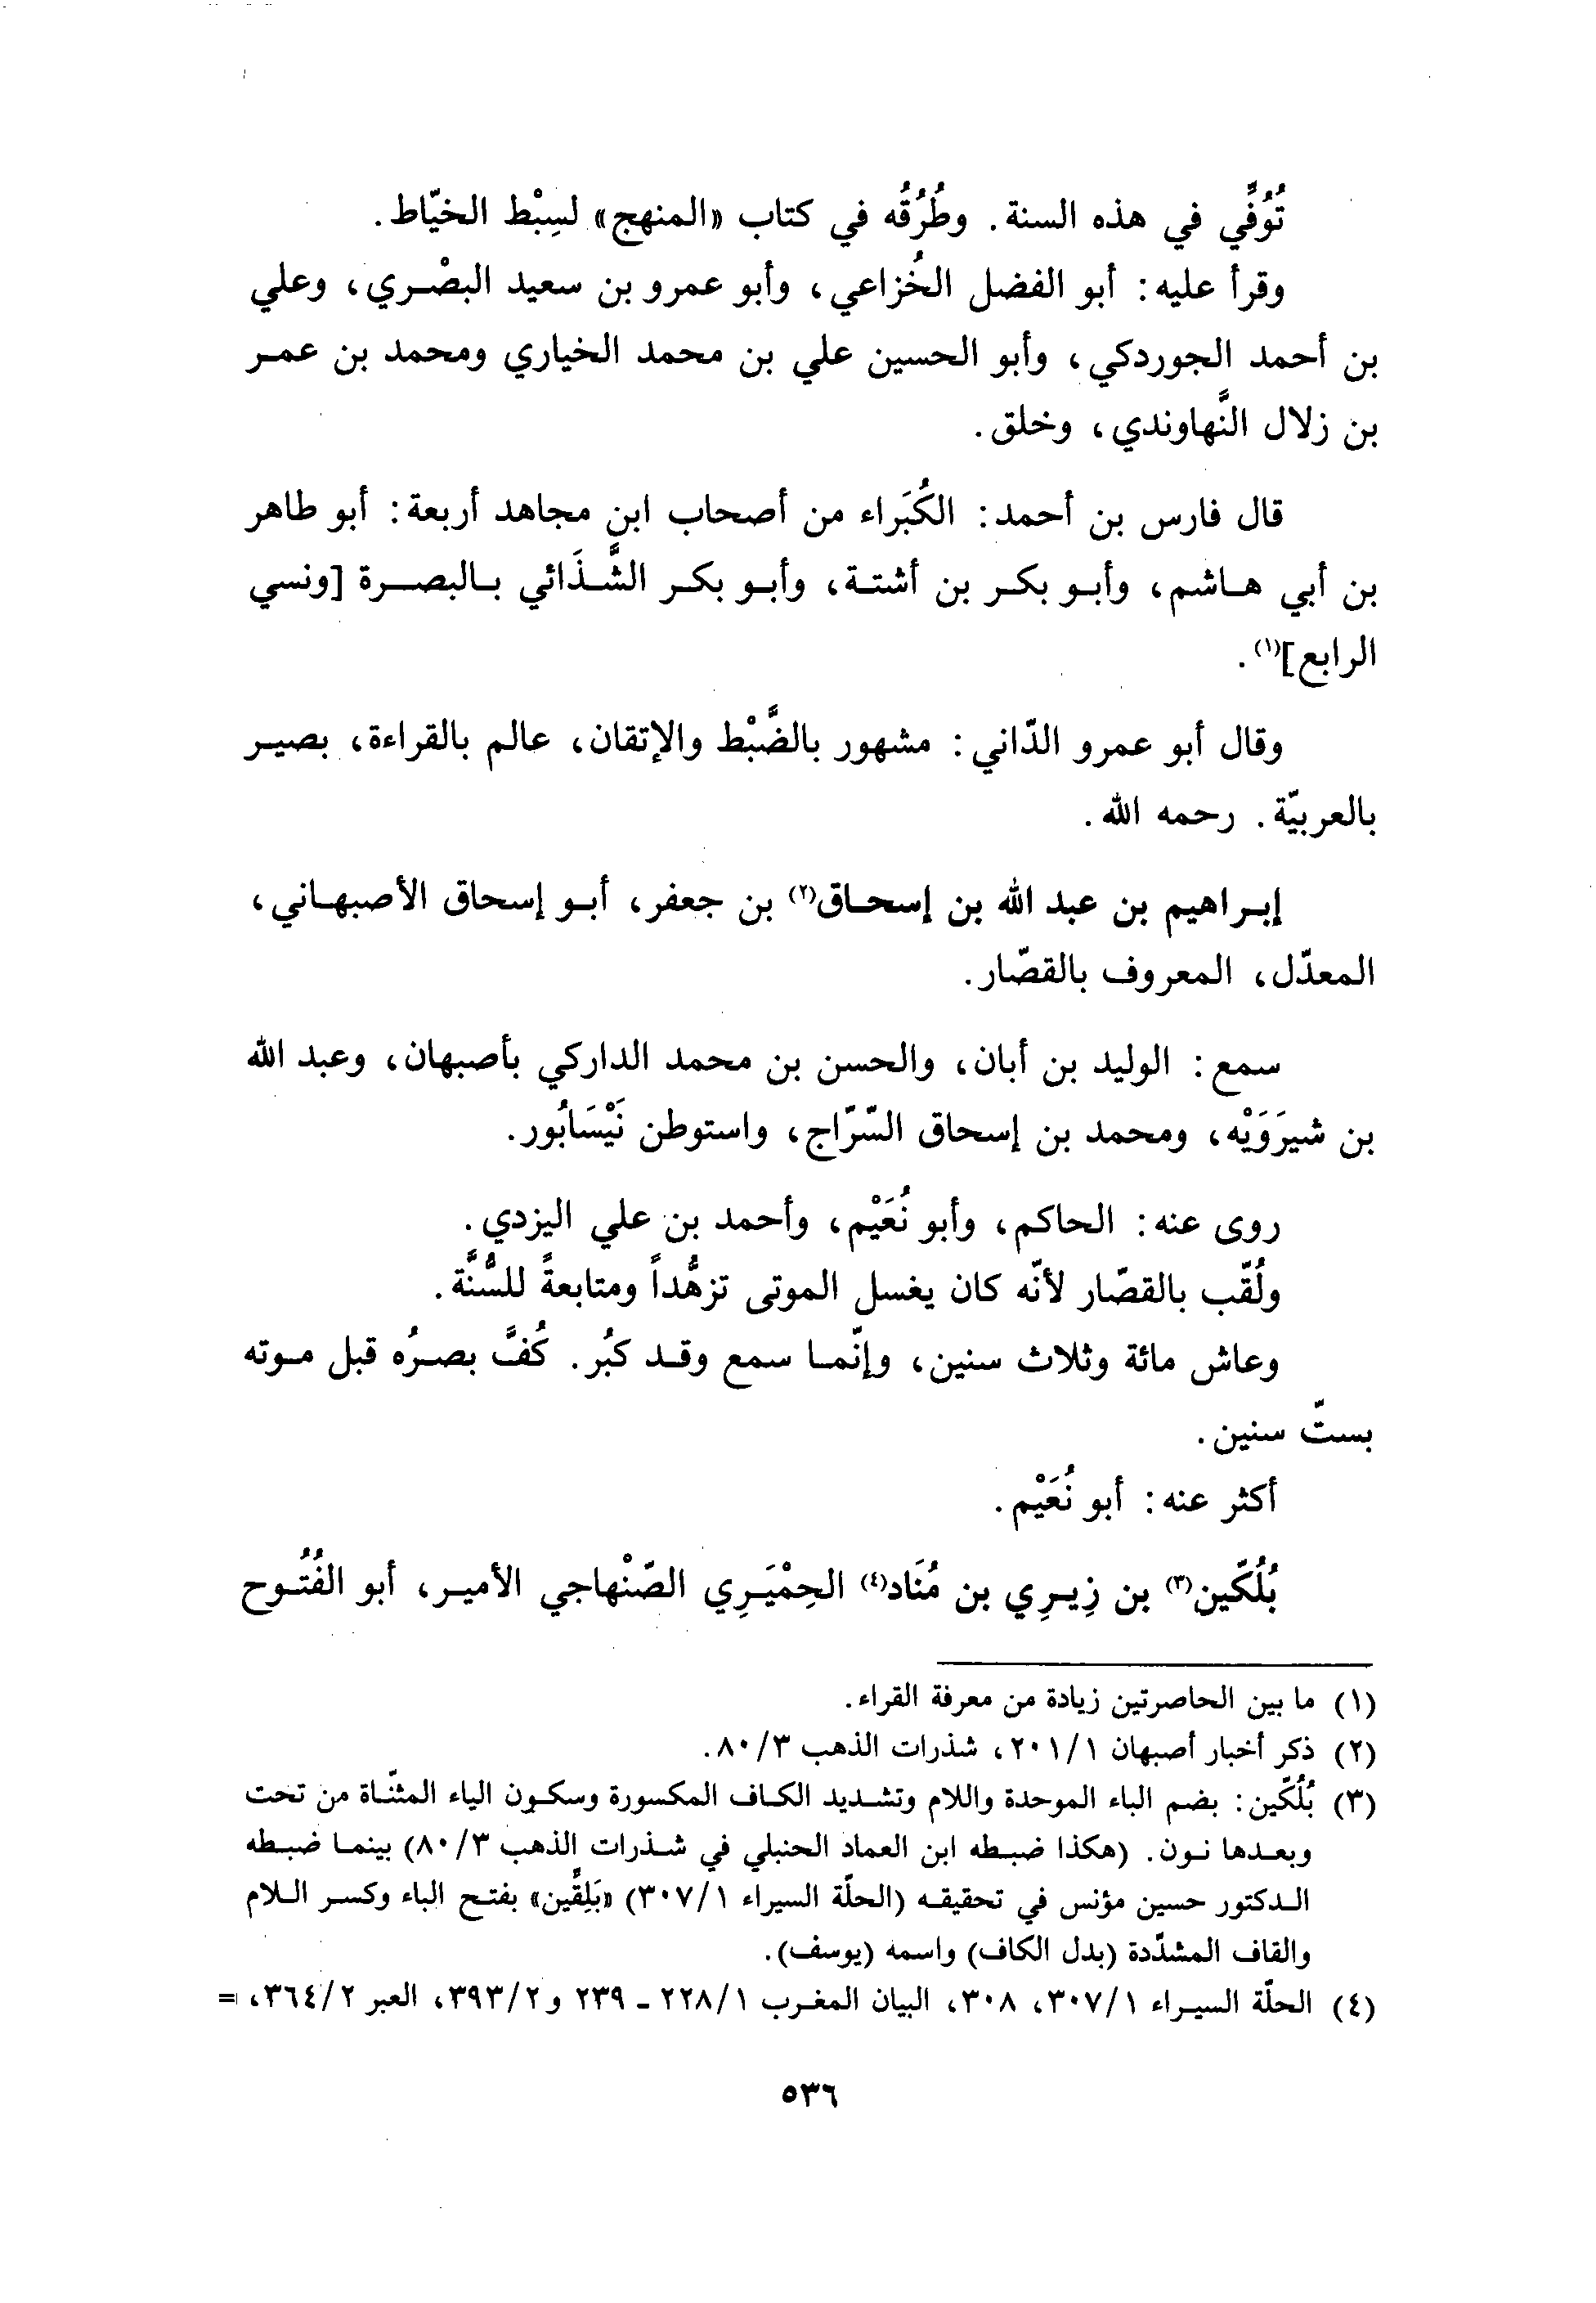 تُوُفِّي في هذه السنة. وطُرُقُه في كتاب «المنهج» لسِبْط الخيّاط.
وقرأ عليه: أبو الفضل الخُزاعي، وأبو عمرو بن سعيد البصْري، وعلي
بن أحمد الجوردكي، وأبو الحسين علي بن محمد الخياري ومحمد بن عمر
بن زلال النَّهاوندي، وخلق.
قال فارس بن أحمد: الكُبَراء من أصحاب ابن مجاهد أربعة: أبو طاهر
بن أبي هاشم، وأبو بكر بن أشتة، وأبو بكر الشَّذَائي بالبصرة [ونسي
الرابع](١).
وقال أبو عمرو الدّاني: مشهور بالضَّبْط والإتقان، عالم بالقراءة، بصير
بالعربيّة. رحمه الله.
إبراهيم بن عبد الله بن إسحاق(٢) بن جعفر، أبو إسحاق الأصبهاني،
المعدّل، المعروف بالقصّار.
سمع: الوليد بن أبان، والحسن بن محمد الداركي بأصبهان، وعبد الله
بن شيرَوَيْه، ومحمد بن إسحاق السّرّاج، واستوطن نَيْسَابُور.
روى عنه: الحاكم، وأبو نُعَيْم، وأحمد بن علي اليزدي.
ولُقّب بالقصّار لأنّه كان يغسل الموتى تزهُّداً ومتابعةً للسُّنَّة.
وعاش مائة وثلاث سنين، وإنّما سمع وقد كبُر. كُفَّ بصرُه قبل موته
بستّ سنين.
أكثر عنه: أبو نُعَيْم.
بُلُكّين(٣) بن زِيرِي بن مُنَاد(٤) الحِمْيَرِي الصّنْهاجي الأمير، أبو الفُتُوح
(١) ما بين الحاصرتين زيادة من معرفة القراء.
(٢) ذكر أخبار أصبهان ٢٠١/١، شذرات الذهب ٨٠/٣.
(٣) بُلُكّين: بضم الباء الموحدة واللام وتشديد الكاف المكسورة وسكون الياء المثنّاة من تحت
وبعدها نون. (هكذا ضبطه ابن العماد الحنبلي في شذرات الذهب ٨٠/٣) بينما ضبطه
الدكتور حسين مؤنس في تحقيقه (الحلّة السيراء ٣٠٧/١) «بَلِقِّين» بفتح الباء وكسر اللام
والقاف المشدّدة (بدل الكاف) واسمه (يوسف).
(٤) الحلّة السيراء ٣٠٧/١، ٣٠٨، البيان المغرب ٢٢٨/١ ـ ٢٣٩ و٣٩٣/٢، العبر ٣٦٤/٢، =
٥٣٦